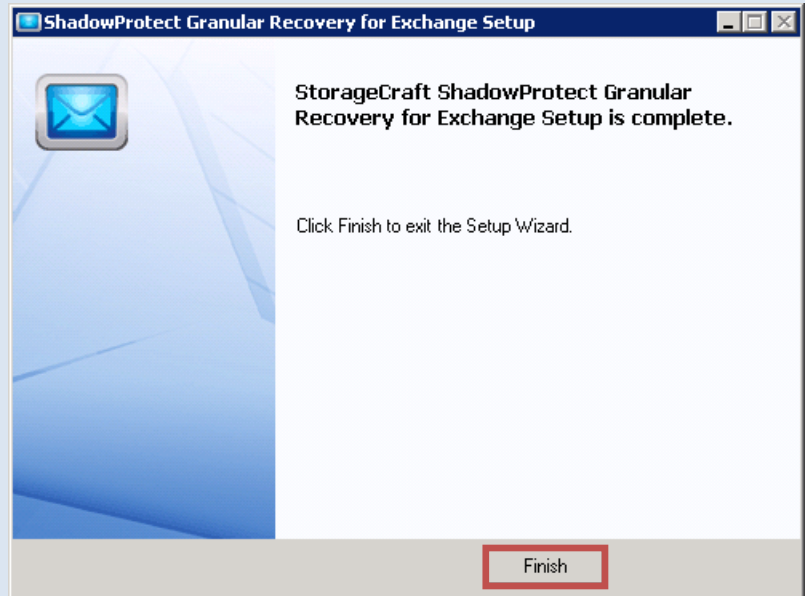 ShadowProtect Granular Recovery for Exchange Setup
StorageCraft ShadowProtect Granular
Recovery for Exchange Setup is complete.
Click Finish to exit the Setup Wizard.
Finish